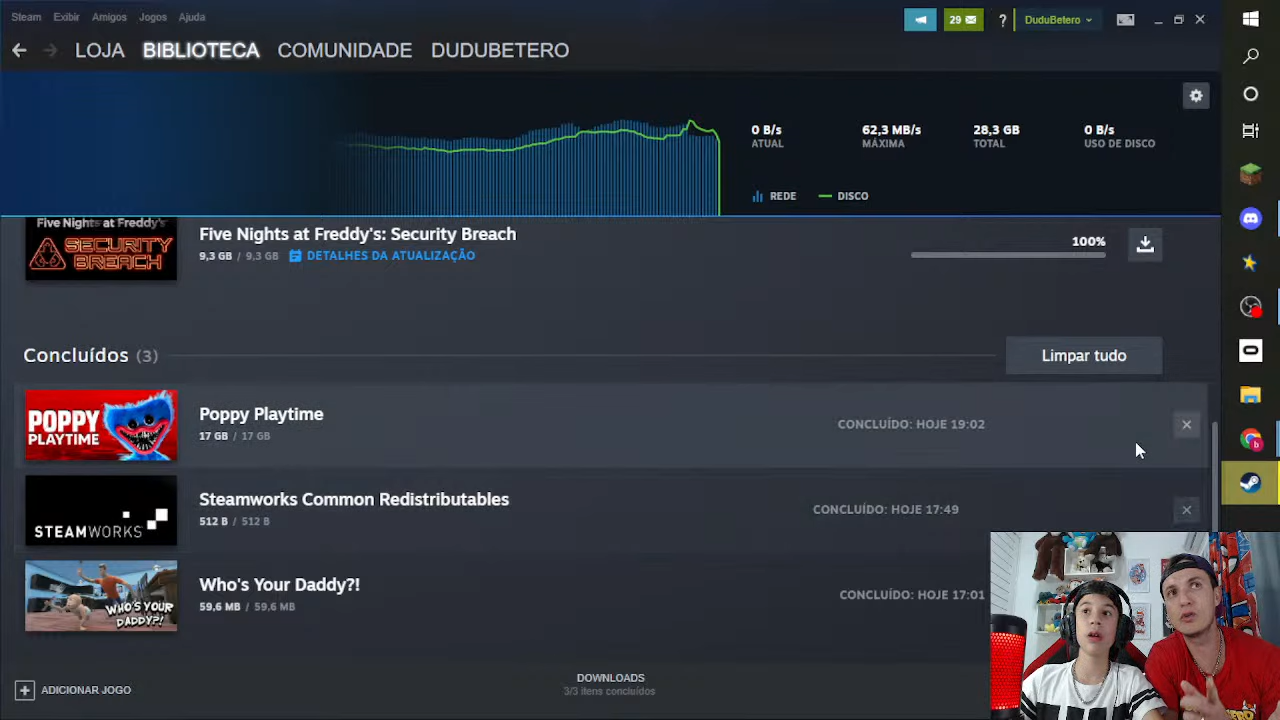 Steam Exibir Amigos Jogos Ajuda
29 ? DuduBetero
LOJA BIBLIOTECA COMUNIDADE DUDUBETERO
0 B/s 62,3 MB/s 28,3 GB 0 B/s
ATUAL MÁXIMA TOTAL USO DE DISCO
REDE DISCO
Five Nights at Freddy's
SECURITY
BREACH
Five Nights at Freddy's: Security Breach
9,3 GB / 9,3 GB DETALHES DA ATUALIZAÇÃO
100%
Concluídos (3)
Limpar tudo
POPPY
PLAYTIME
Poppy Playtime
17 GB / 17 GB
CONCLUÍDO: HOJE 19:02
STEAMWORKS
Steamworks Common Redistributables
512 B / 512 B
CONCLUÍDO: HOJE 17:49
WHO'S YOUR
DADDY?!
Who's Your Daddy?!
59,6 MB / 59,6 MB
CONCLUÍDO: HOJE 17:01
ADICIONAR JOGO
DOWNLOADS
3/3 itens concluídos